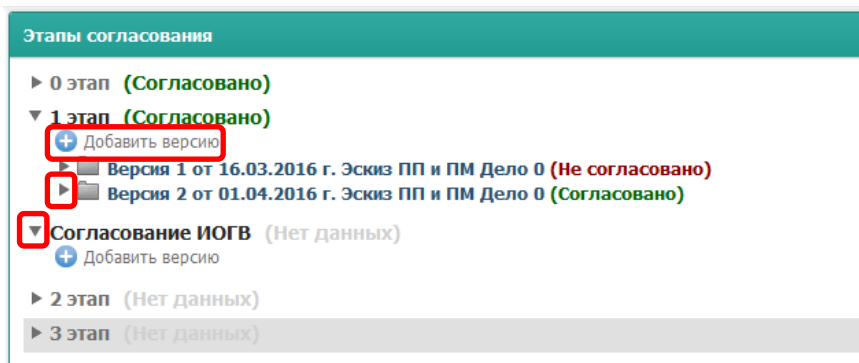 Этапы согласования
0 этап (Согласовано)
1 этап (Согласовано)
Добавить версию
Версия 1 от 16.03.2016 г. Эскиз ПП и ПМ Дело 0 (Не согласовано)
Версия 2 от 01.04.2016 г. Эскиз ПП и ПМ Дело 0 (Согласовано)
Согласование ИОГВ (Нет данных)
Добавить версию
2 этап (Нет данных)
3 этап (Нет данных)